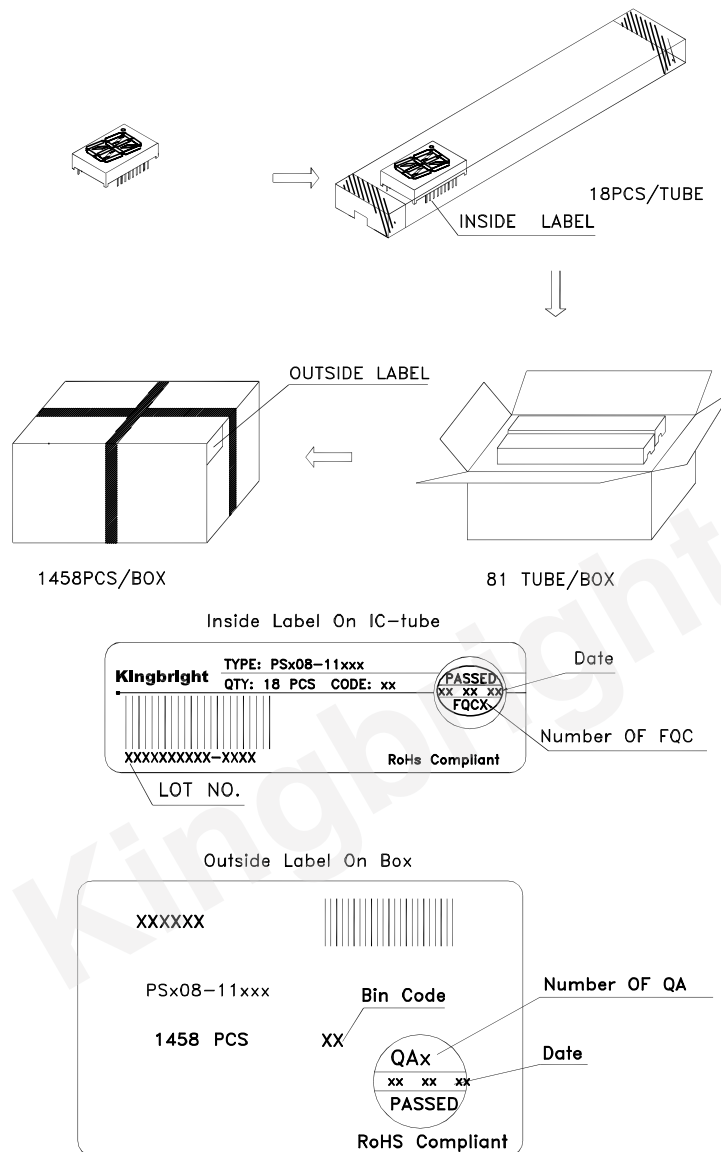 18PCS/TUBE
INSIDE LABEL
OUTSIDE LABEL
1458PCS/BOX
81 TUBE/BOX
Inside Label On IC-tube
Kingbright
TYPE: PSx08-11xxx
QTY: 18 PCS CODE: xx
PASSED
xx xx xx
FQCX
Date
Number OF FQC
XXXXXXXXXX-XXXX
RoHs Compliant
LOT NO.
Outside Label On Box
XXXXXX
PSx08-11xxx
Bin Code
Number OF QA
1458 PCS
XX
QAx
xx xx xx
Date
PASSED
RoHS Compliant
Kingbright